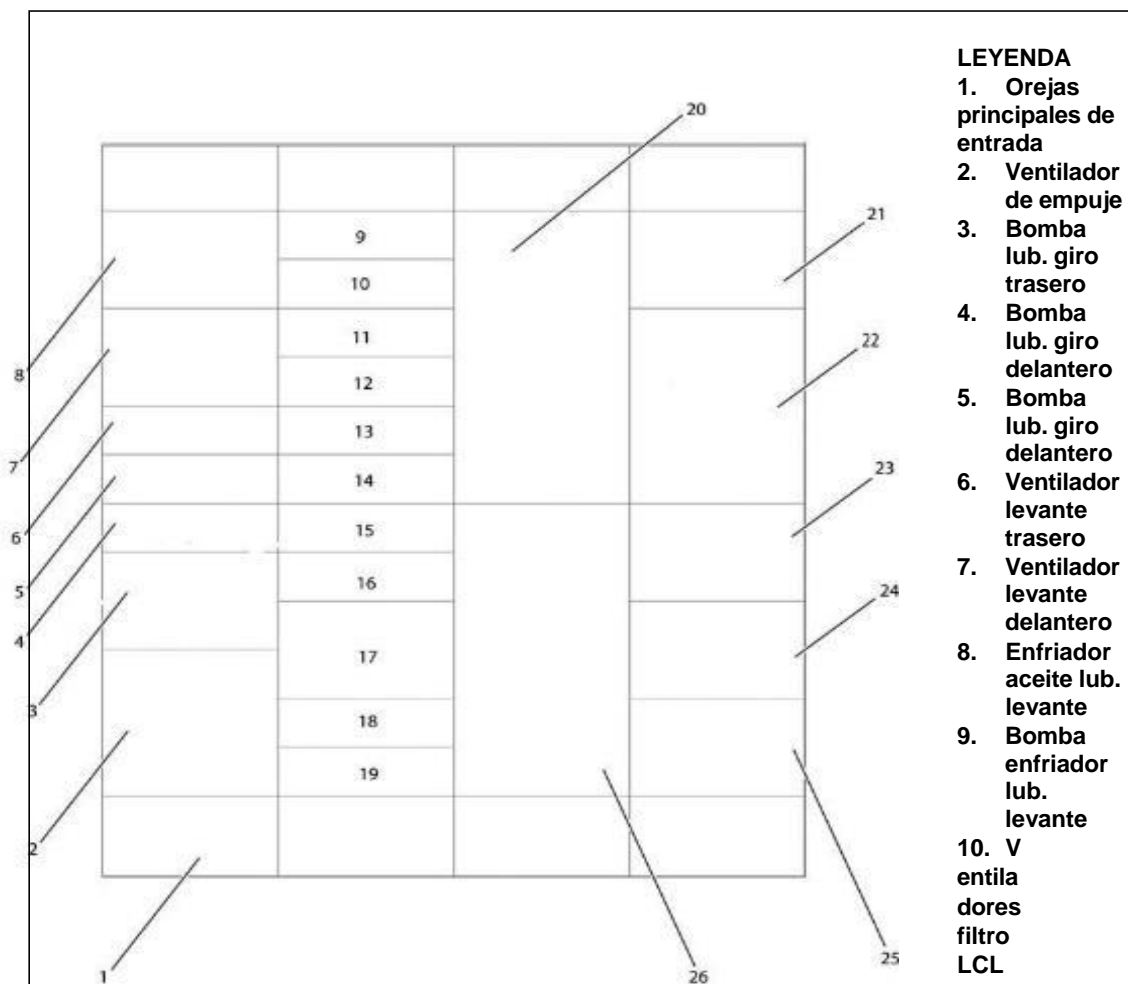 20
21
22
23
24
25
26
8
7
6
5
4
3
2
1
9
10
11
12
13
14
15
16
17
18
19
LEYENDA
1. Orejas
principales de
entrada
2. Ventilador
de empuje
3. Bomba
lub. giro
trasero
4. Bomba
lub. giro
delantero
5. Bomba
lub. giro
delantero
6. Ventilador
levante
trasero
7. Ventilador
levante
delantero
8. Enfriador
aceite lub.
levante
9. Bomba
enfriador
lub.
levante
10. V
entila
dores
filtro
LCL